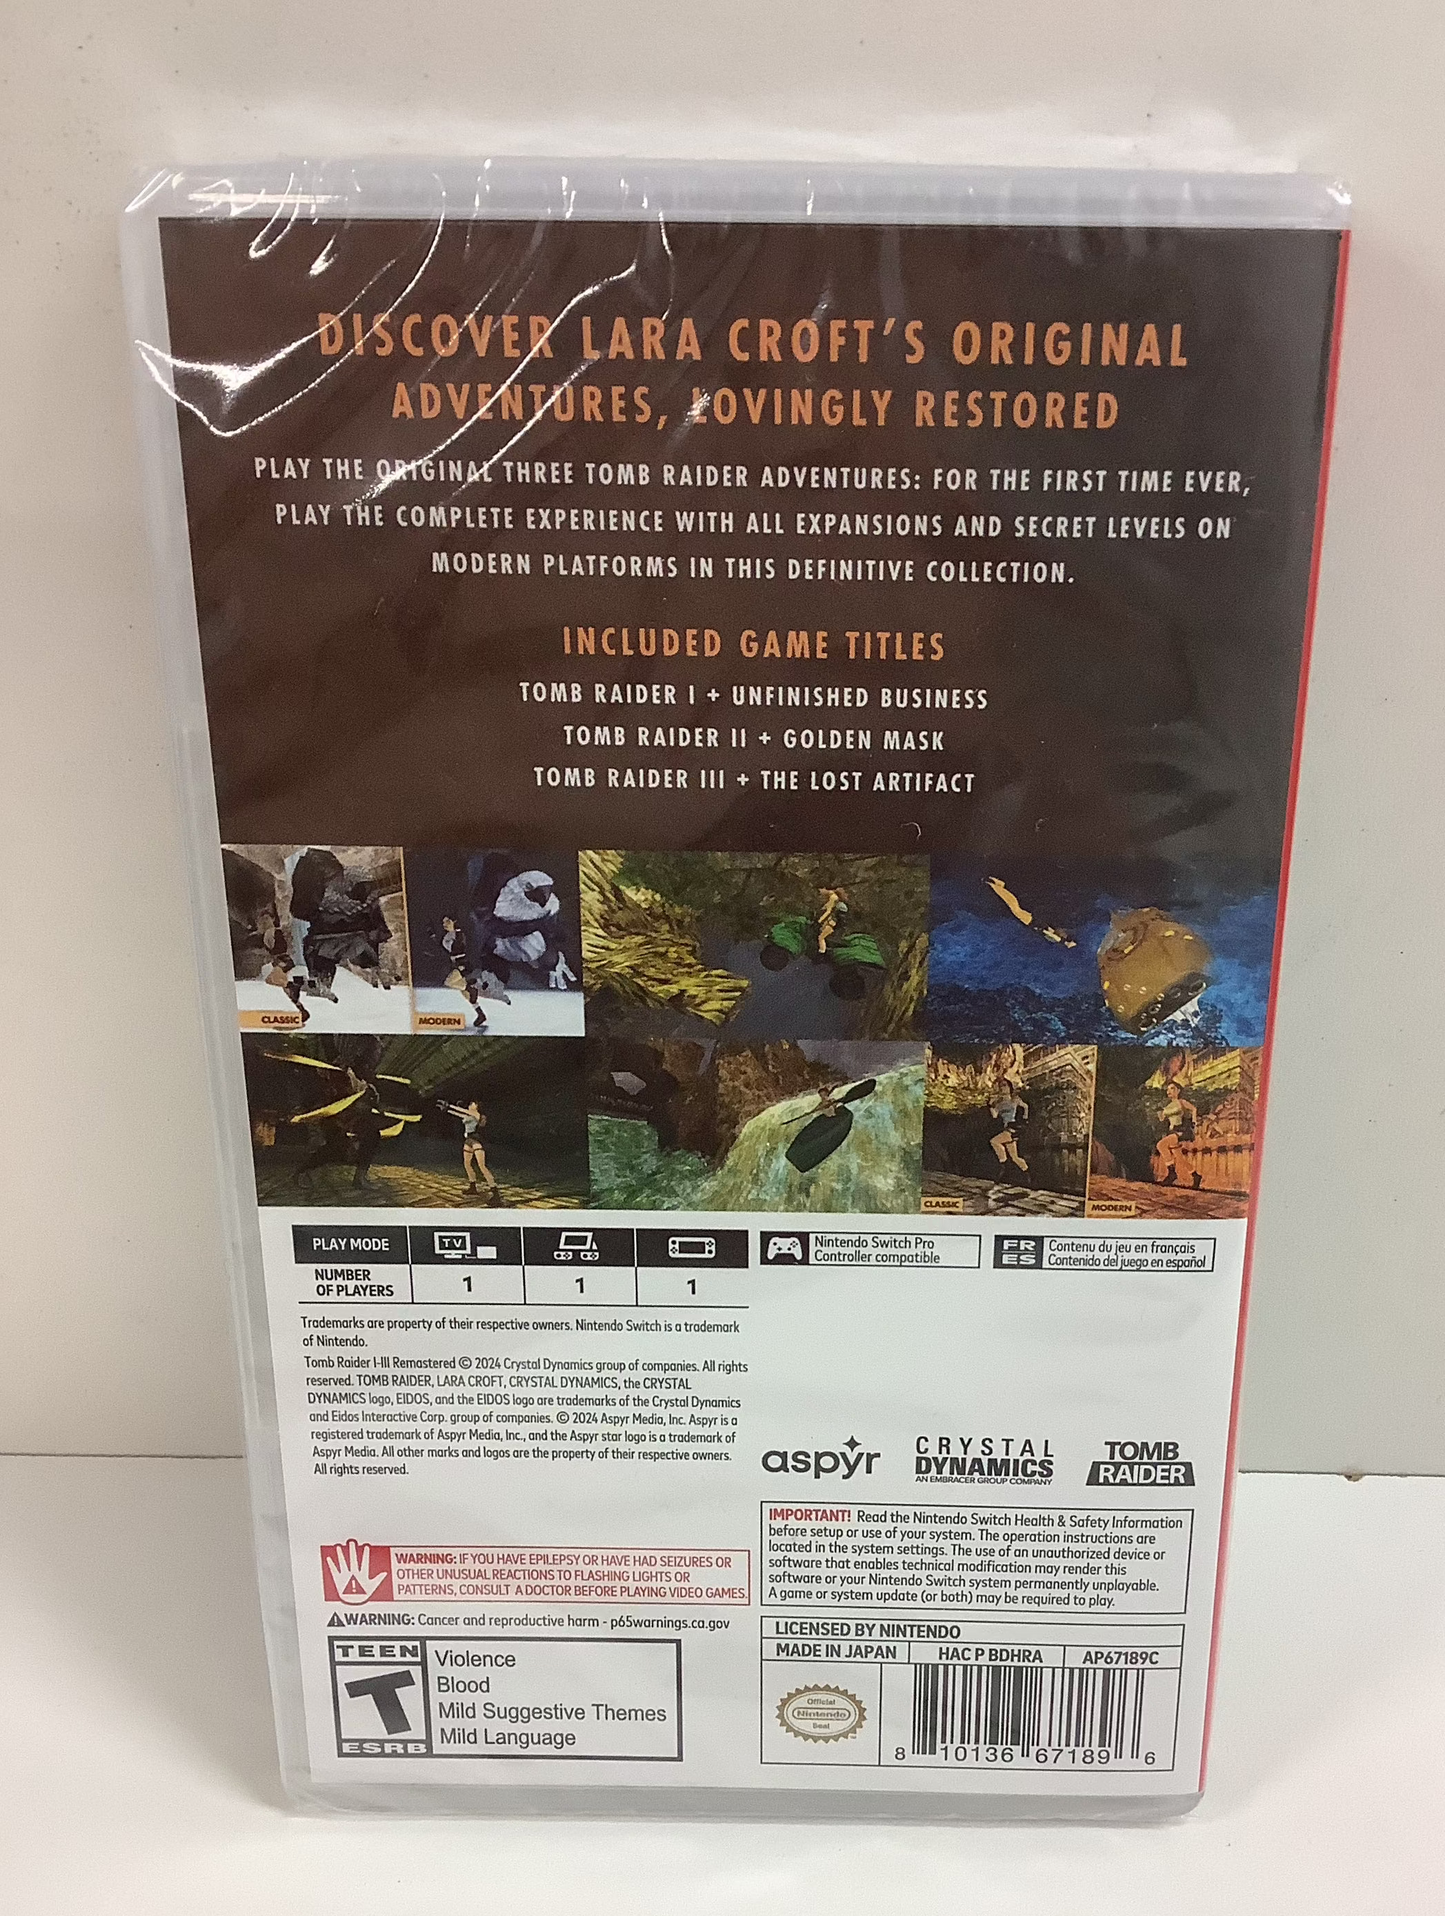 DISCOVER LARA CROFT'S ORIGINAL
ADVENTURES, LOVINGLY RESTORED
PLAY THE ORIGINAL THREE TOMB RAIDER ADVENTURES: FOR THE FIRST TIME EVER,
PLAY THE COMPLETE EXPERIENCE WITH ALL EXPANSIONS AND SECRET LEVELS ON
MODERN PLATFORMS IN THIS DEFINITIVE COLLECTION.
INCLUDED GAME TITLES
TOMB RAIDER I + UNFINISHED BUSINESS
TOMB RAIDER II + GOLDEN MASK
TOMB RAIDER III + THE LOST ARTIFACT
CLASSIC
MODERN
CLASSIC
MODERN
PLAY MODE
TV
NUMBER
OF PLAYERS
1
1
1
Nintendo Switch Pro
Controller compatible
FR
ES
Contenu du jeu en français
Contenido del juego en español
Trademarks are property of their respective owners. Nintendo Switch is a trademark
of Nintendo.
Tomb Raider I-III Remastered © 2024 Crystal Dynamics group of companies. All rights
reserved. TOMB RAIDER, LARA CROFT, CRYSTAL DYNAMICS, the CRYSTAL
DYNAMICS logo, EIDOS, and the EIDOS logo are trademarks of the Crystal Dynamics
and Eidos Interactive Corp. group of companies. © 2024 Aspyr Media, Inc. Aspyr is a
registered trademark of Aspyr Media, Inc., and the Aspyr star logo is a trademark of
Aspyr Media. All other marks and logos are the property of their respective owners.
All rights reserved.
aspyr
CRYSTAL
DYNAMICS
AN EMBRACER GROUP COMPANY
TOMB
RAIDER
IMPORTANT! Read the Nintendo Switch Health & Safety Information
before setup or use of your system. The operation instructions are
located in the system settings. The use of an unauthorized device or
software that enables technical modification may render this
software or your Nintendo Switch system permanently unplayable.
A game or system update (or both) may be required to play.
WARNING: IF YOU HAVE EPILEPSY OR HAVE HAD SEIZURES OR
OTHER UNUSUAL REACTIONS TO FLASHING LIGHTS OR
PATTERNS, CONSULT A DOCTOR BEFORE PLAYING VIDEO GAMES.
WARNING: Cancer and reproductive harm - p65warnings.ca.gov
TEEN
T
ESRB
Violence
Blood
Mild Suggestive Themes
Mild Language
LICENSED BY NINTENDO
MADE IN JAPAN
HAC P BDHRA
AP67189C
Official
Nintendo
Seal
8 10136 67189 6